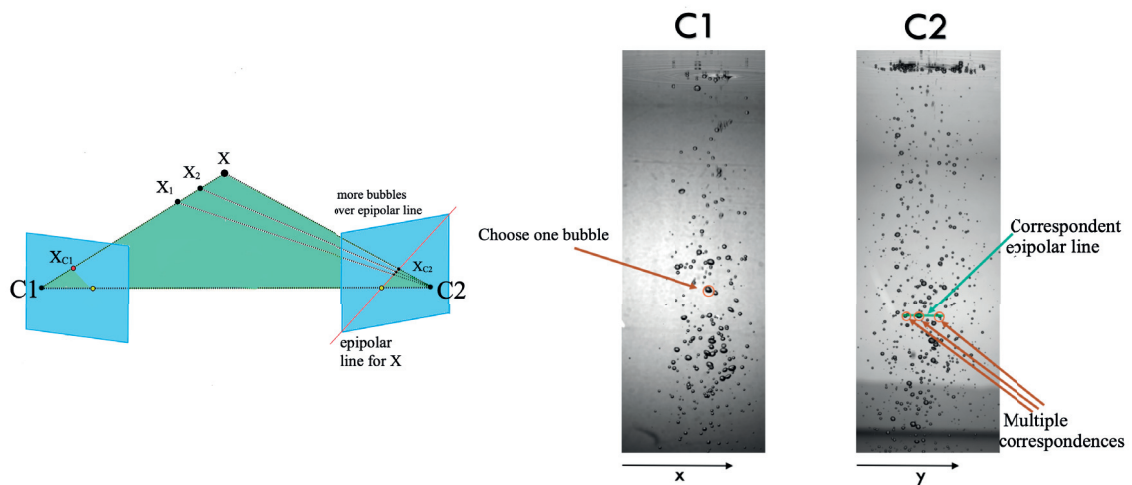 X
X1
X2
XC1
C1
more bubbles
over epipolar line
XC2
C2
epipolar
line for X
C1
C2
Choose one bubble
Correspondent
epipolar line
Multiple
correspondences
x
y